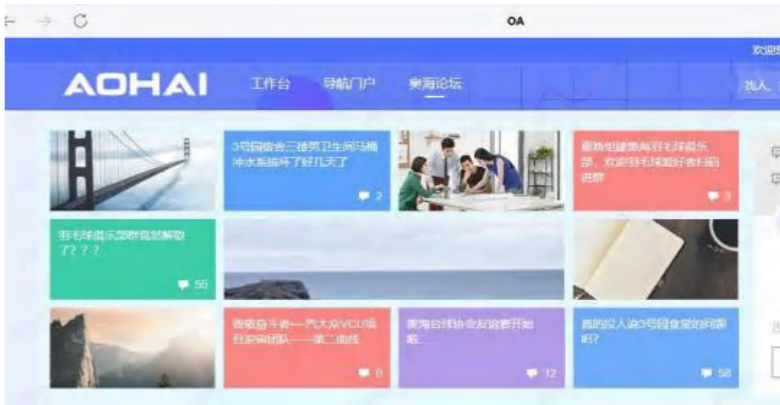 OA
欢迎
AOHAI
工作台 导航门户 奥海论坛
找人
3号园宿舍三楼男卫生间马桶
冲水系统坏了好几天了
2
重新组建奥海羽毛球俱乐
部，欢迎羽毛球爱好者扫码
进群
3
羽毛球俱乐部群竟然解散
了？？？
55
致敬奋斗者-一汽大众VCU项
目 团队——第二曲线
0
奥海台球协会友谊赛开始
啦...
12
真的没人说3号园食堂的问题
吗?
58